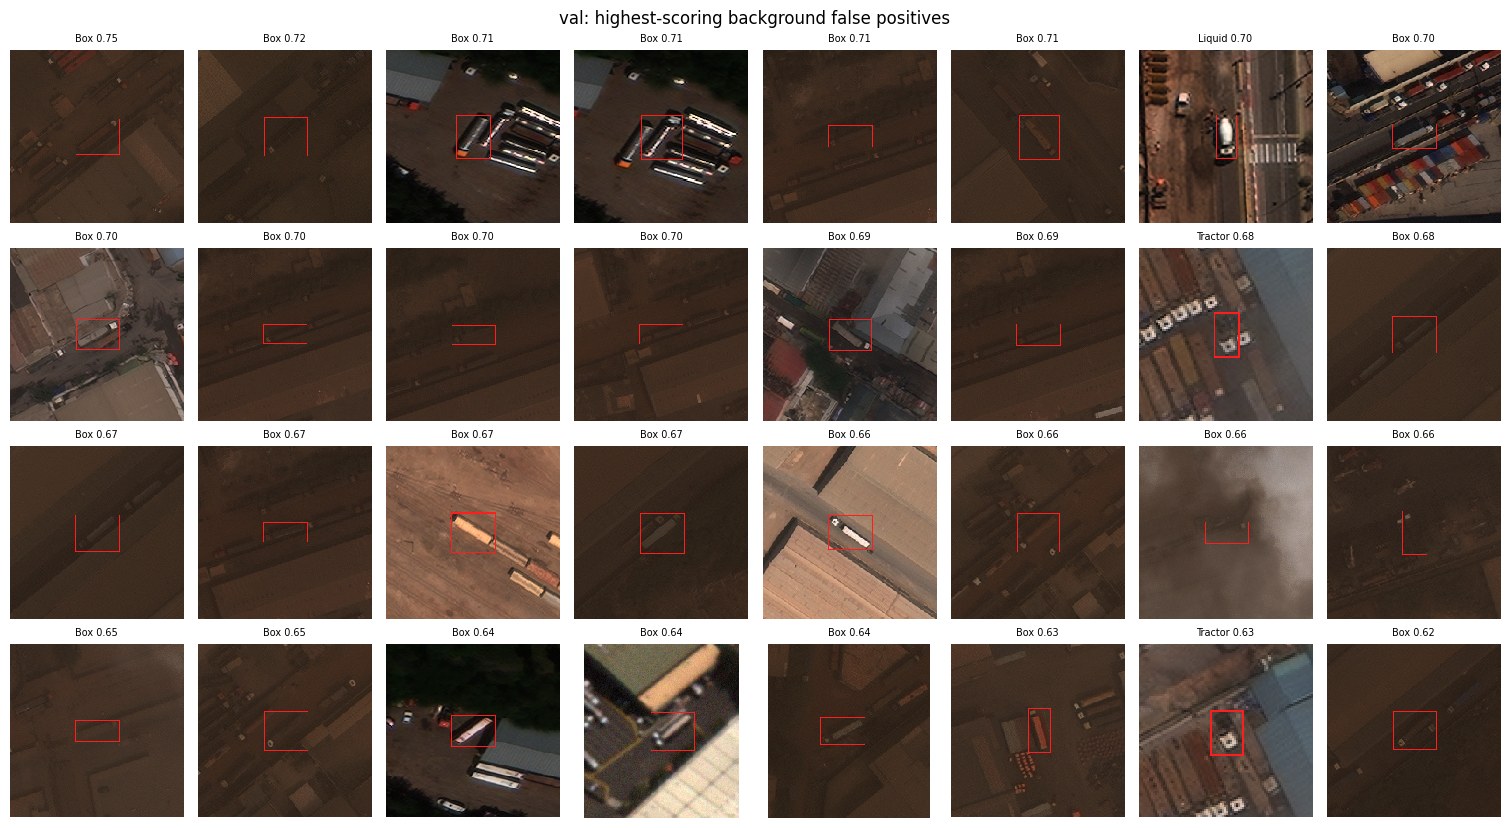 val: highest-scoring background false positives
Box 0.75
Box 0.72
Box 0.71
Box 0.71
Box 0.71
Box 0.71
Liquid 0.70
Box 0.70
Box 0.70
Box 0.70
Box 0.70
Box 0.70
Box 0.69
Box 0.69
Tractor 0.68
Box 0.68
Box 0.67
Box 0.67
Box 0.67
Box 0.67
Box 0.66
Box 0.66
Box 0.66
Box 0.66
Box 0.65
Box 0.65
Box 0.64
Box 0.64
Box 0.64
Box 0.63
Tractor 0.63
Box 0.62